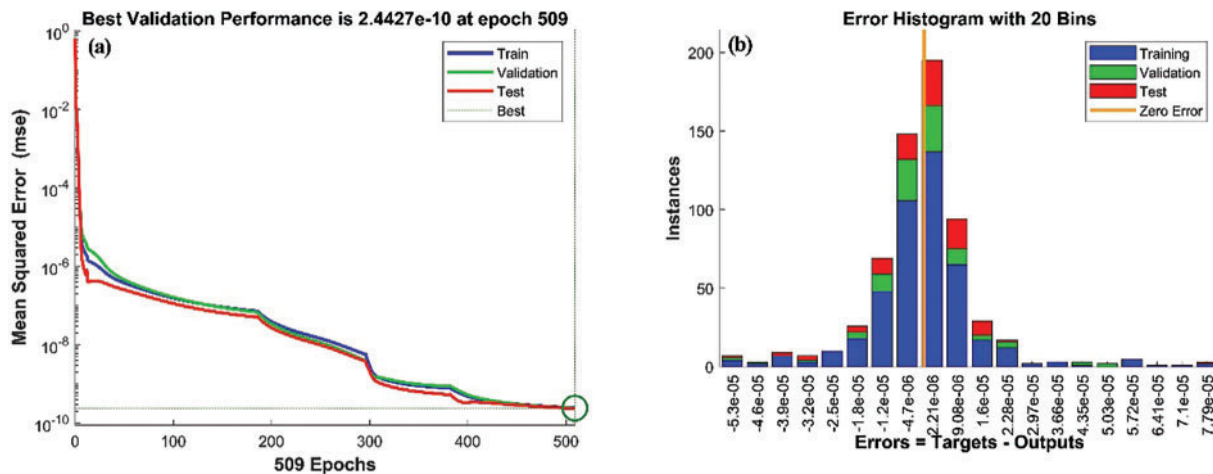 Best Validation Performance is 2.4427e-10 at epoch 509
(a)
Train
Validation
Test
Best
Mean Squared Error (mse)
10^0
10^-2
10^-4
10^-6
10^-8
10^-10
0 100 200 300 400 500
509 Epochs
Error Histogram with 20 Bins
(b)
Training
Validation
Test
Zero Error
Instances
200
150
100
50
0
-5.3e-05
-4.6e-05
-3.9e-05
-3.2e-05
-2.5e-05
-1.8e-05
-1.2e-05
-4.7e-06
2.21e-06
9.08e-06
1.6e-05
2.28e-05
2.97e-05
3.66e-05
4.35e-05
5.03e-05
5.72e-05
6.41e-05
7.1e-05
7.79e-05
Errors = Targets - Outputs